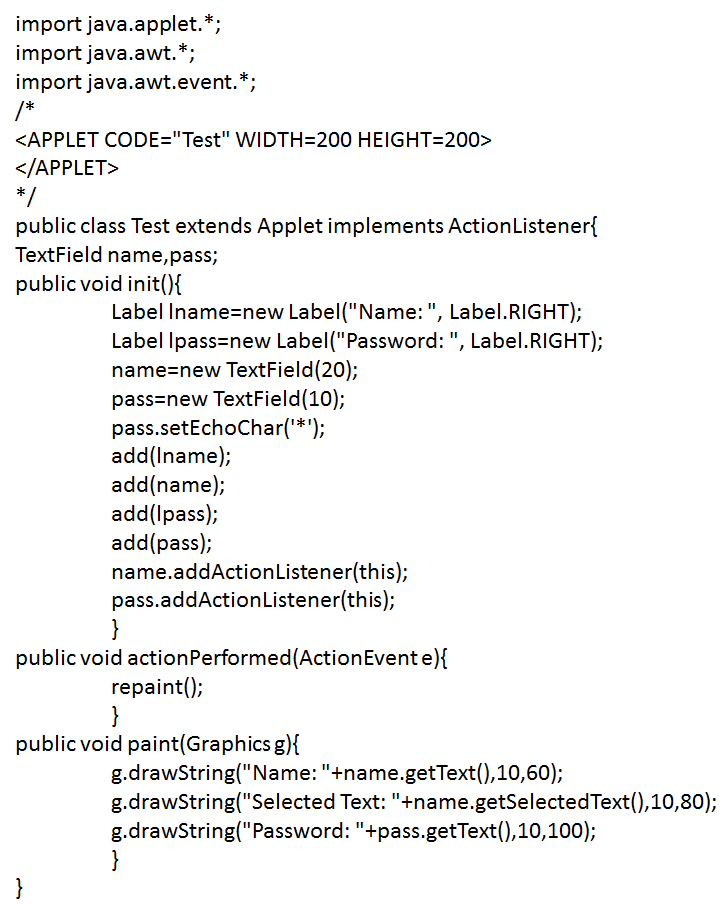 import java.applet.*;
import java.awt.*;
import java.awt.event.*;
/*
<APPLET CODE="Test" WIDTH=200 HEIGHT=200>
</APPLET>
*/
public class Test extends Applet implements ActionListener{
TextField name,pass;
public void init(){
Label lname=new Label("Name: ", Label.RIGHT);
Label lpass=new Label("Password: ", Label.RIGHT);
name=new TextField(20);
pass=new TextField(10);
pass.setEchoChar('*');
add(lname);
add(name);
add(lpass);
add(pass);
name.addActionListener(this);
pass.addActionListener(this);
}
public void actionPerformed(ActionEvent e){
repaint();
}
public void paint(Graphics g){
g.drawString("Name: "+name.getText(),10,60);
g.drawString("Selected Text: "+name.getSelectedText(),10,80);
g.drawString("Password: "+pass.getText(),10,100);
}
}